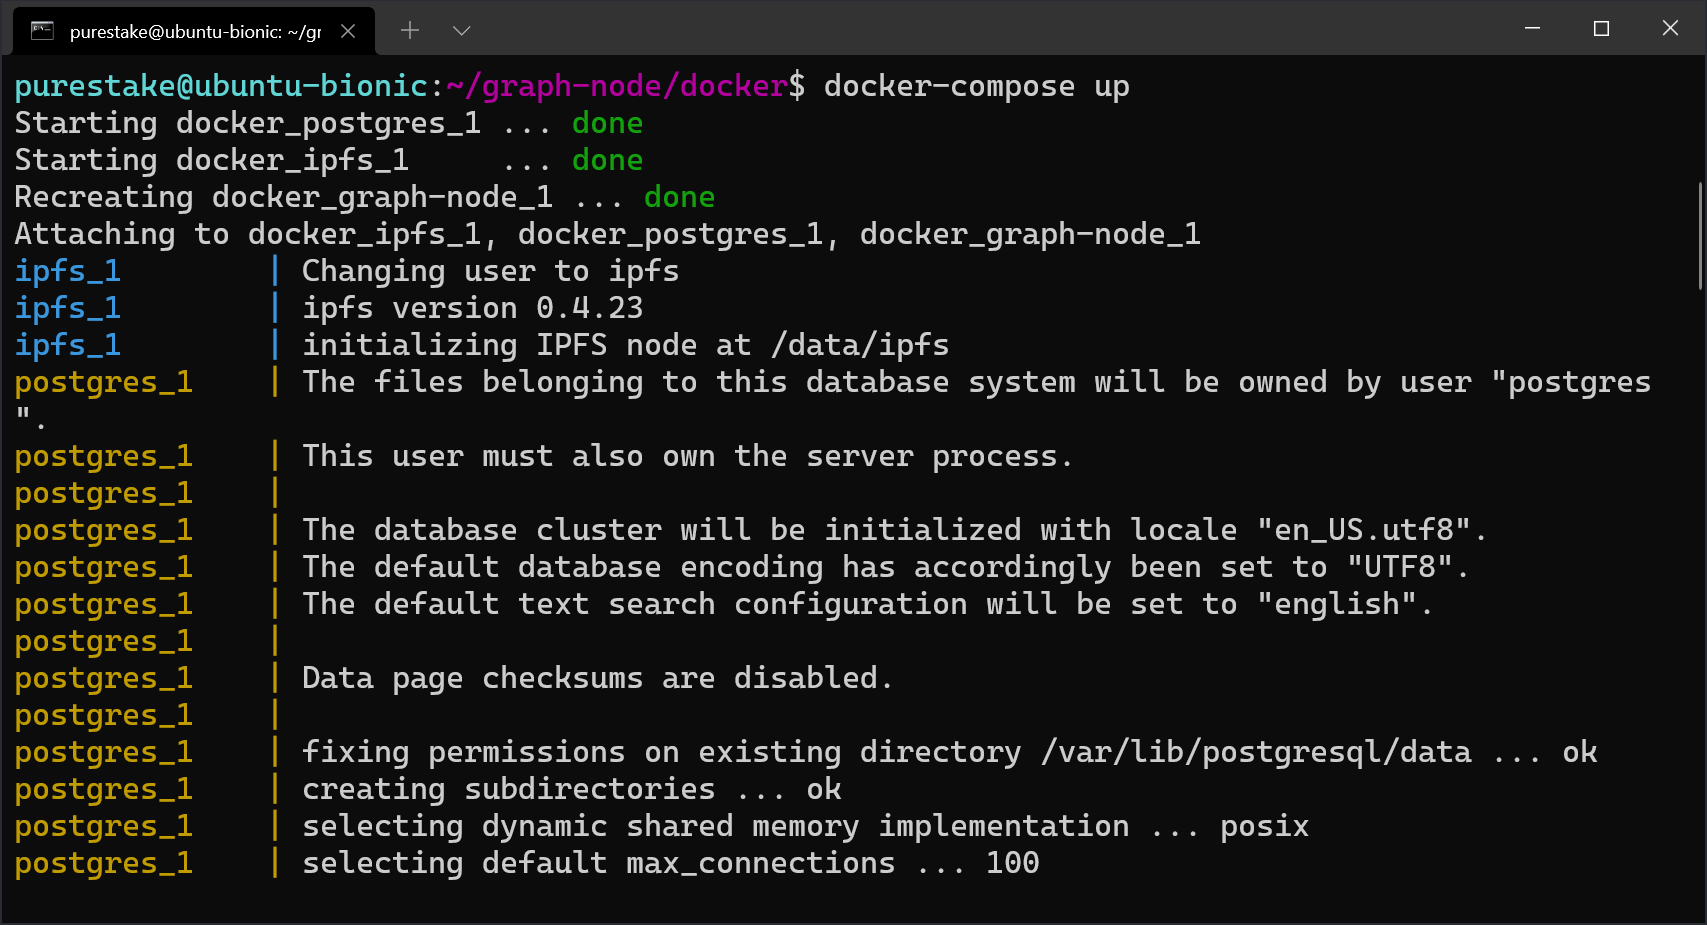 purestake@ubuntu-bionic: ~/gr
purestake@ubuntu-bionic:~/graph-node/docker$ docker-compose up
Starting docker_postgres_1 ... done
Starting docker_ipfs_1     ... done
Recreating docker_graph-node_1 ... done
Attaching to docker_ipfs_1, docker_postgres_1, docker_graph-node_1
ipfs_1        | Changing user to ipfs
ipfs_1        | ipfs version 0.4.23
ipfs_1        | initializing IPFS node at /data/ipfs
postgres_1    | The files belonging to this database system will be owned by user "postgres
".
postgres_1    | This user must also own the server process.
postgres_1    |
postgres_1    | The database cluster will be initialized with locale "en_US.utf8".
postgres_1    | The default database encoding has accordingly been set to "UTF8".
postgres_1    | The default text search configuration will be set to "english".
postgres_1    |
postgres_1    | Data page checksums are disabled.
postgres_1    |
postgres_1    | fixing permissions on existing directory /var/lib/postgresql/data ... ok
postgres_1    | creating subdirectories ... ok
postgres_1    | selecting dynamic shared memory implementation ... posix
postgres_1    | selecting default max_connections ... 100